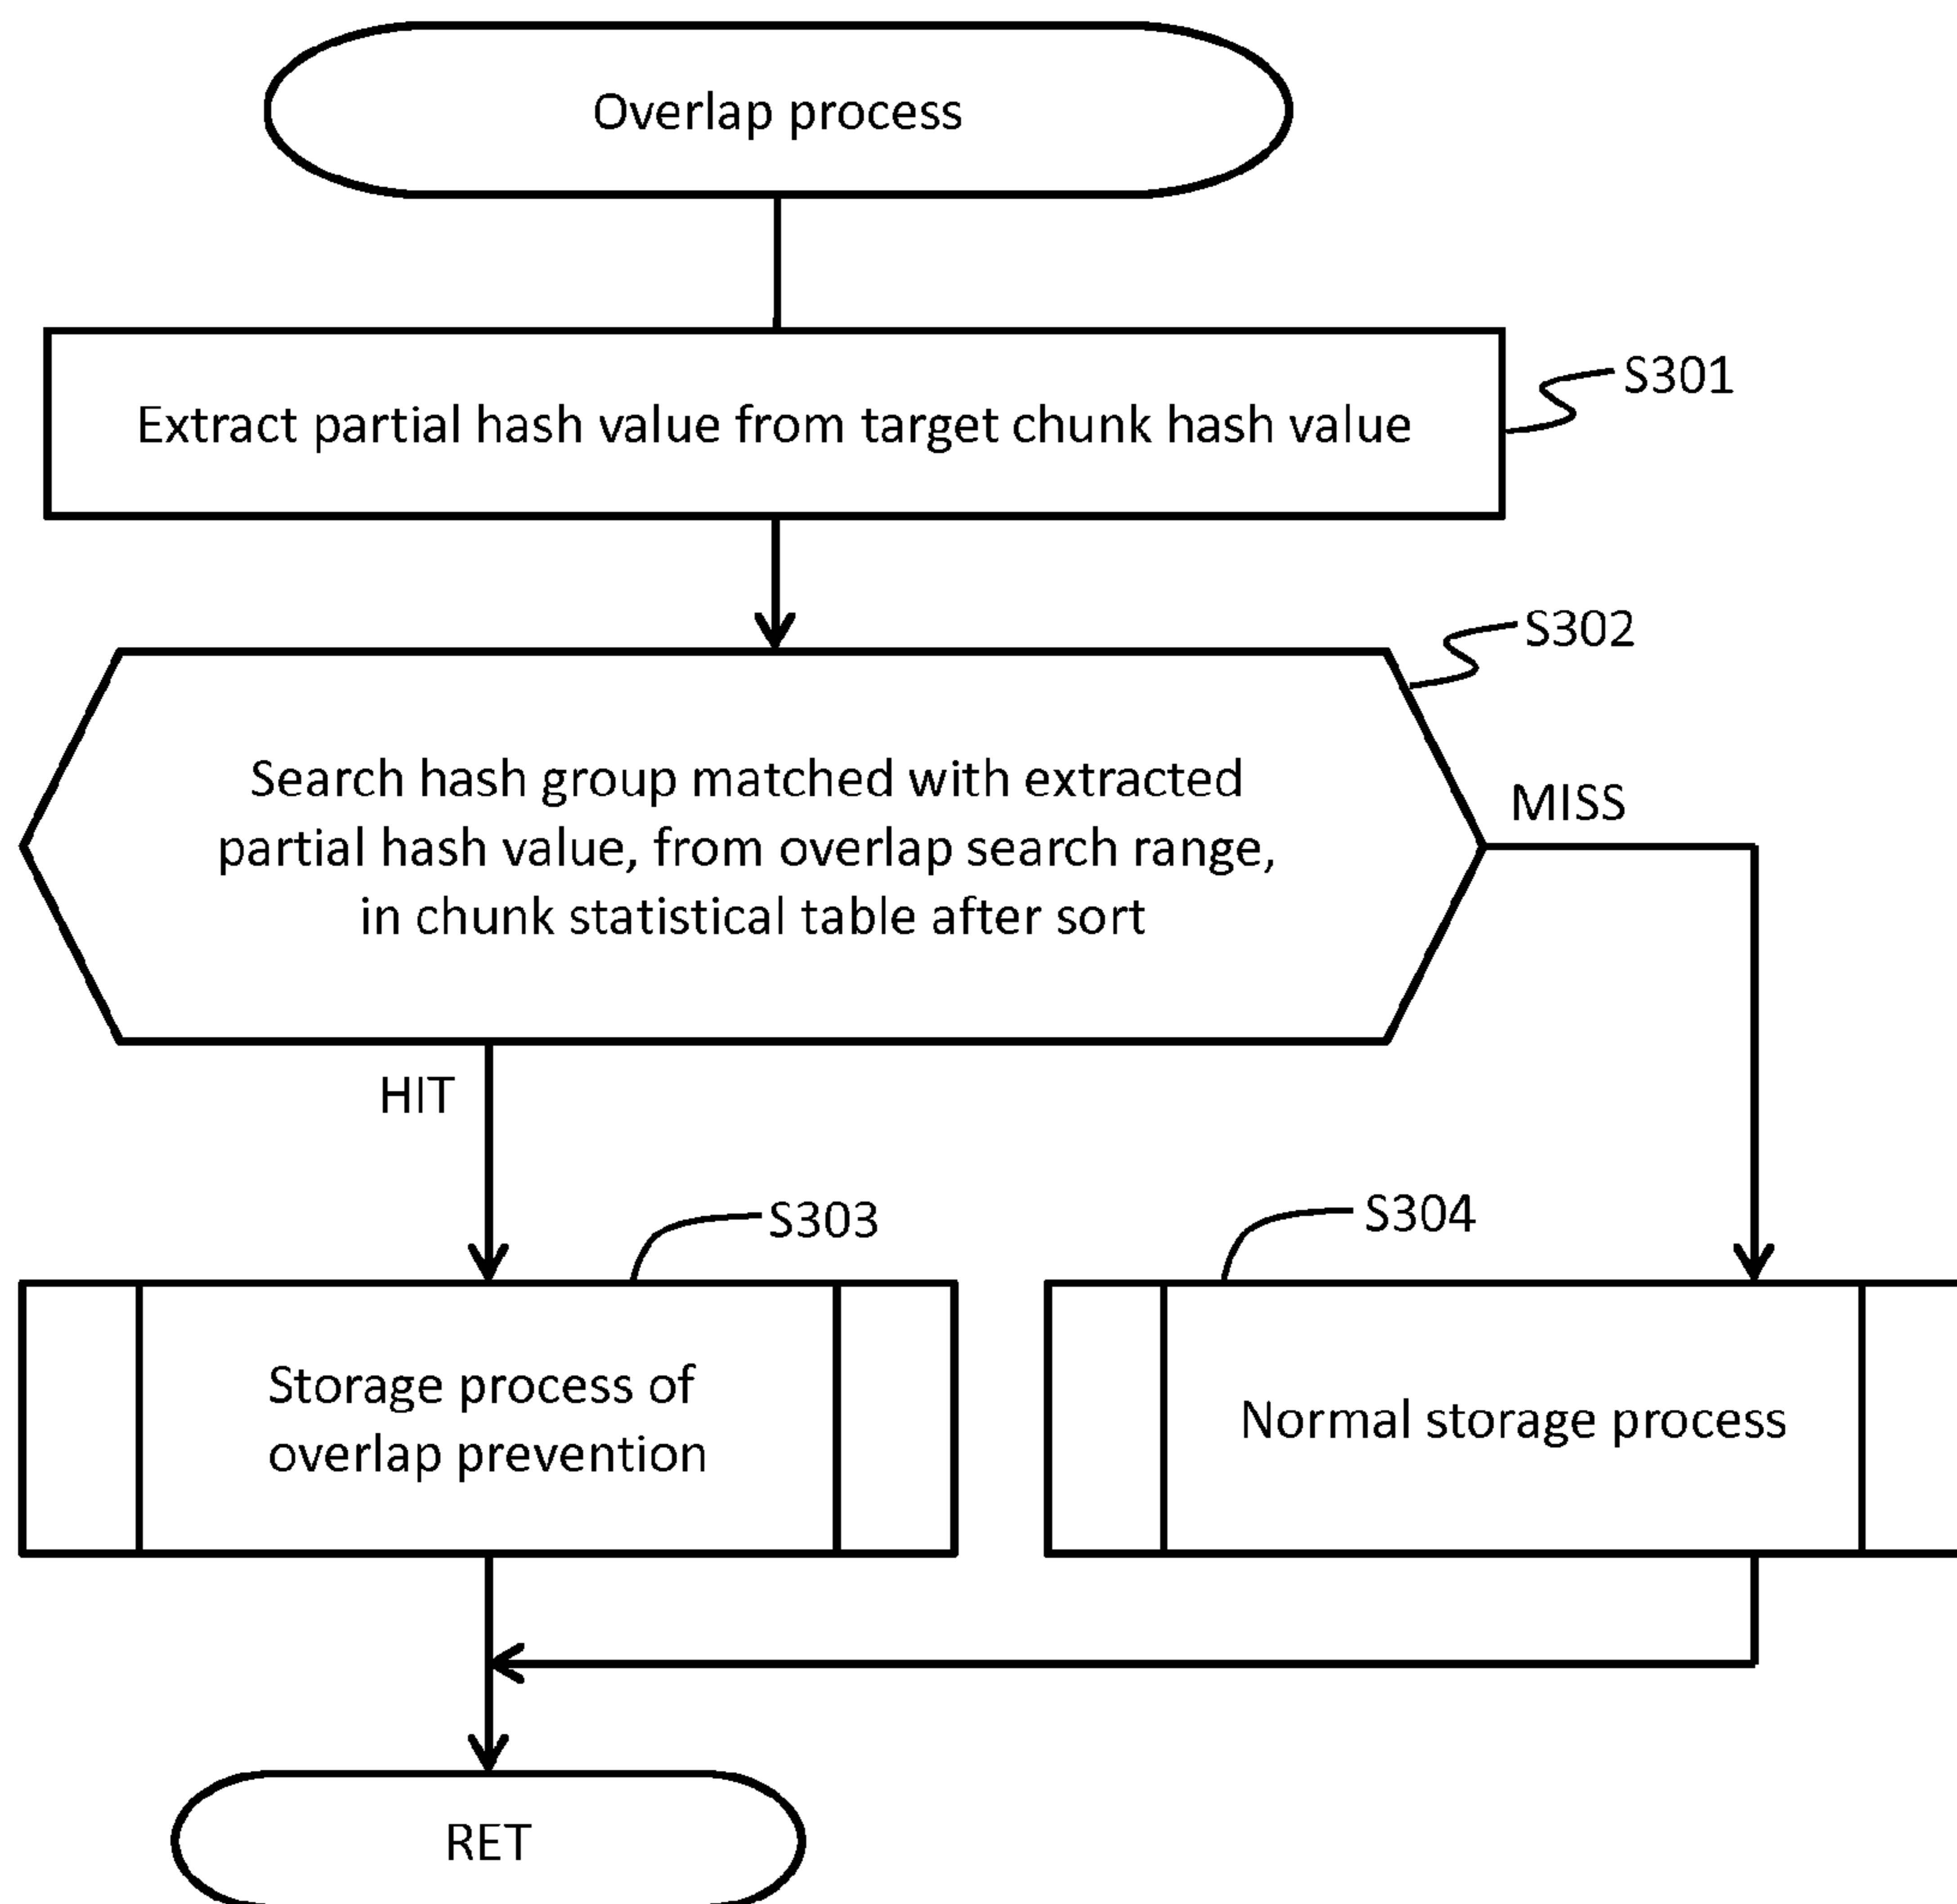 Overlap process
S301
Extract partial hash value from target chunk hash value
S302
Search hash group matched with extracted
partial hash value, from overlap search range,
in chunk statistical table after sort
MISS
HIT
S303
S304
Storage process of
overlap prevention
Normal storage process
RET